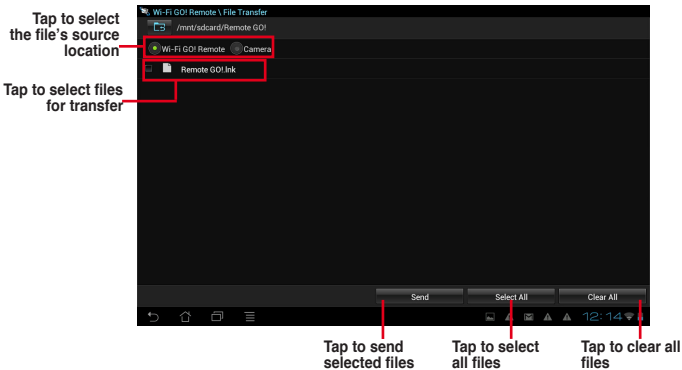 Tap to select
the file's source
location
Tap to select files
for transfer
Wi-Fi GO! Remote \ File Transfer
/mnt/sdcard/Remote GO!
Wi-Fi GO! Remote Camera
Remote GO!.lnk
Send Select All Clear All
12:14
Tap to send
selected files
Tap to select
all files
Tap to clear all
files